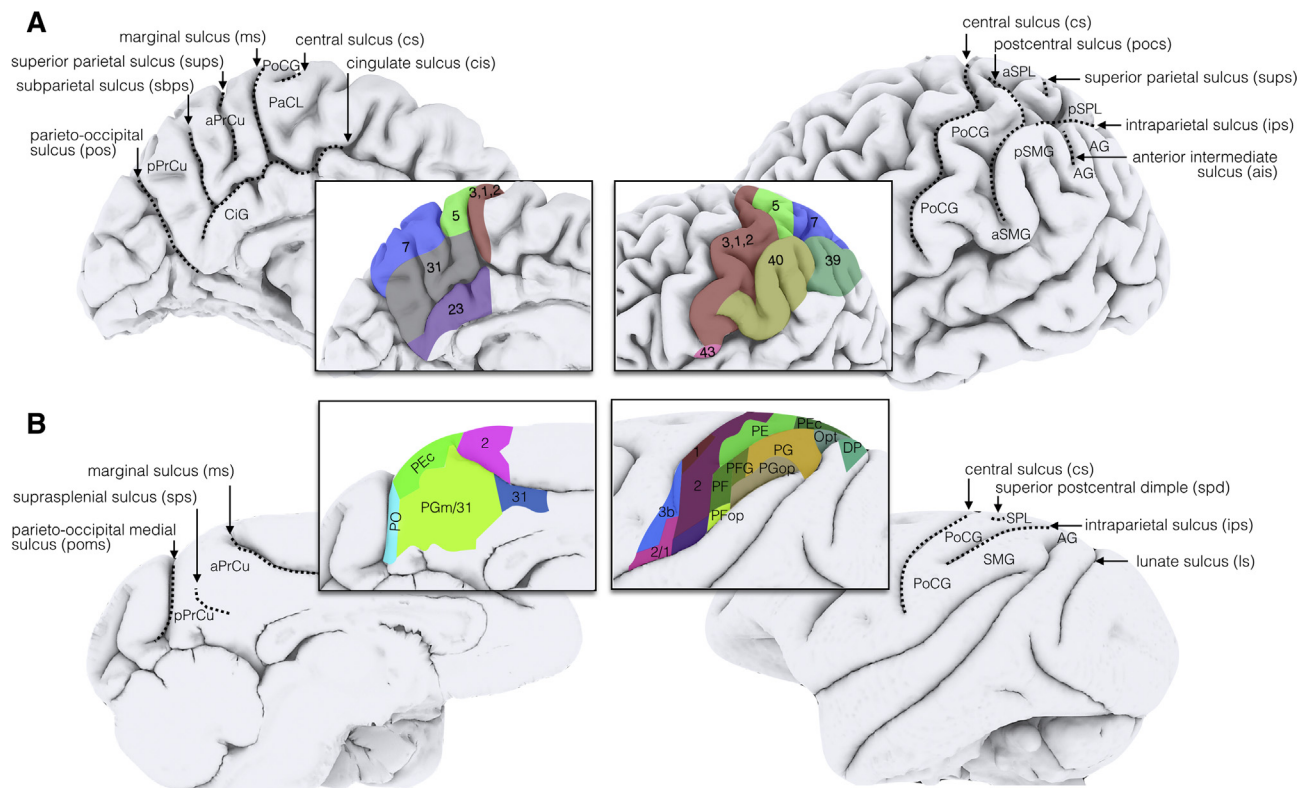 A
marginal sulcus (ms)
central sulcus (cs)
superior parietal sulcus (sups)
PoCG
cingulate sulcus (cis)
subparietal sulcus (sbps)
PaCL
aPrCu
parieto-occipital
sulcus (pos)
pPrCu
CiG
3,1,2
5
7
31
23
central sulcus (cs)
postcentral sulcus (pocs)
aSPL
superior parietal sulcus (sups)
pSPL
intraparietal sulcus (ips)
PoCG
pSMG
AG
anterior intermediate
sulcus (ais)
AG
PoCG
aSMG
5
7
3,1,2
40
39
43
B
marginal sulcus (ms)
suprasplenial sulcus (sps)
parieto-occipital medial
sulcus (poms)
aPrCu
pPrCu
2
PEc
31
PGm/31
PO
PE
PEc
Opt
DP
1
PG
PFG
PGop
2
PF
3b
PFop
2/1
central sulcus (cs)
superior postcentral dimple (spd)
SPL
intraparietal sulcus (ips)
PoCG
AG
SMG
lunate sulcus (ls)
PoCG